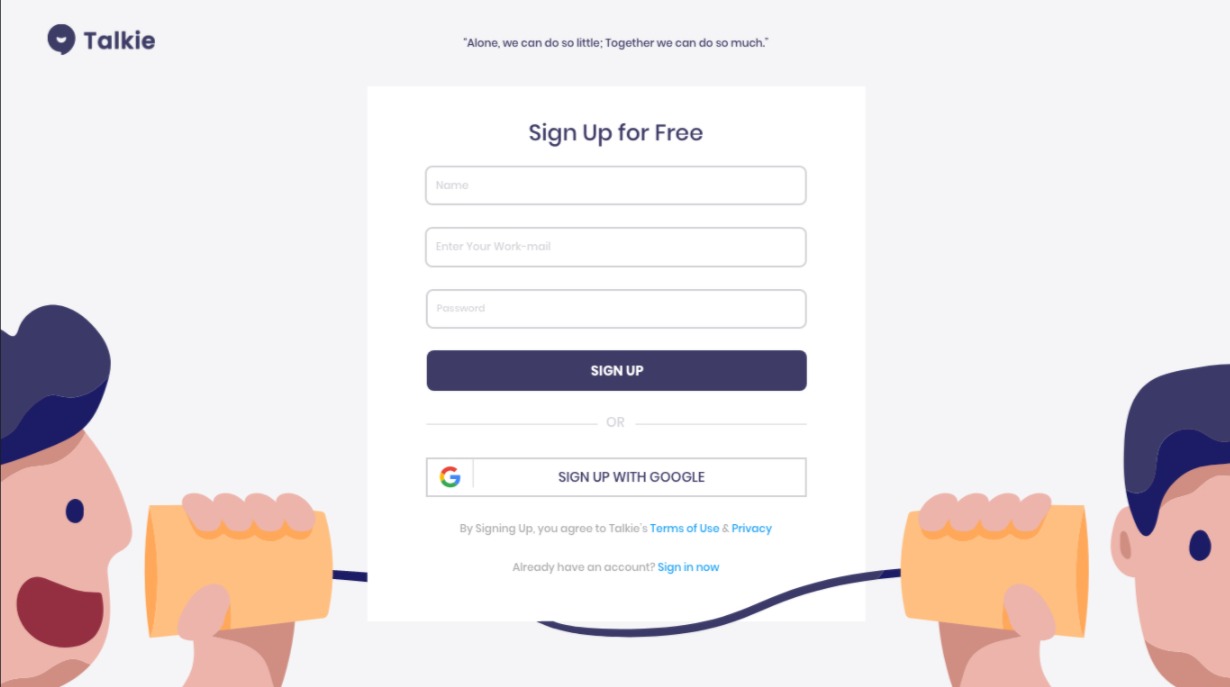 Talkie
"Alone, we can do so little; Together we can do so much."
Sign Up for Free
Name
Enter Your Work-mail
Password
SIGN UP
OR
SIGN UP WITH GOOGLE
By Signing Up, you agree to Talkie's Terms of Use & Privacy
Already have an account? Sign in now